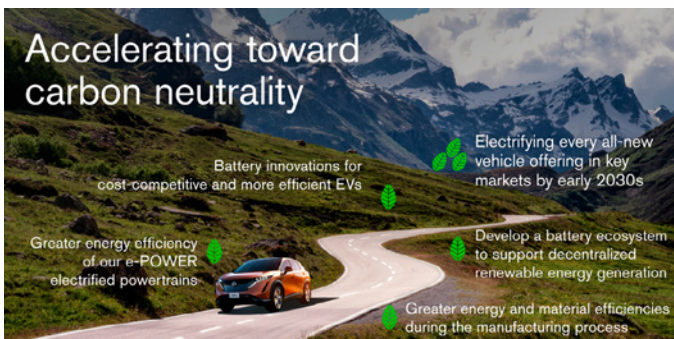 Accelerating toward
carbon neutrality
Electrifying every all-new
vehicle offering in key
markets by early 2030s
Battery innovations for
cost-competitive and more efficient EVs
Greater energy efficiency
of our e-POWER
electrified powertrains
Develop a battery ecosystem
to support decentralized
renewable energy generation
Greater energy and material efficiencies
during the manufacturing process